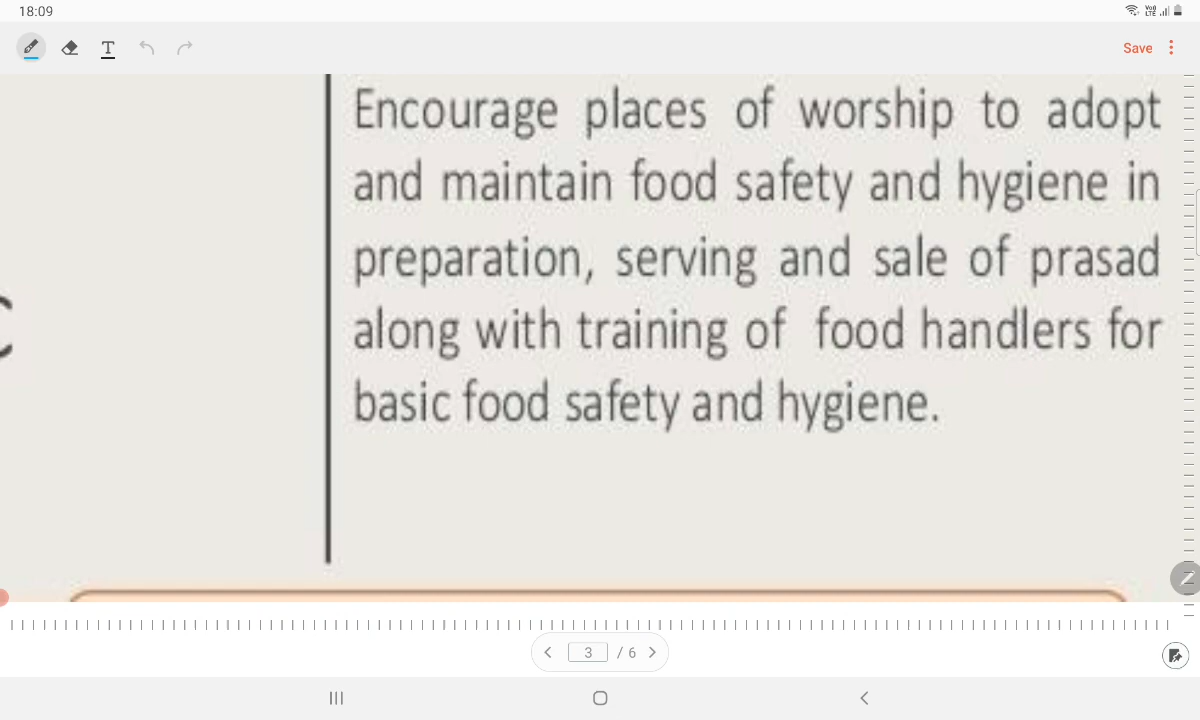 18:09
Save
Encourage places of worship to adopt
and maintain food safety and hygiene in
preparation, serving and sale of prasad
along with training of food handlers for
basic food safety and hygiene.
3 / 6